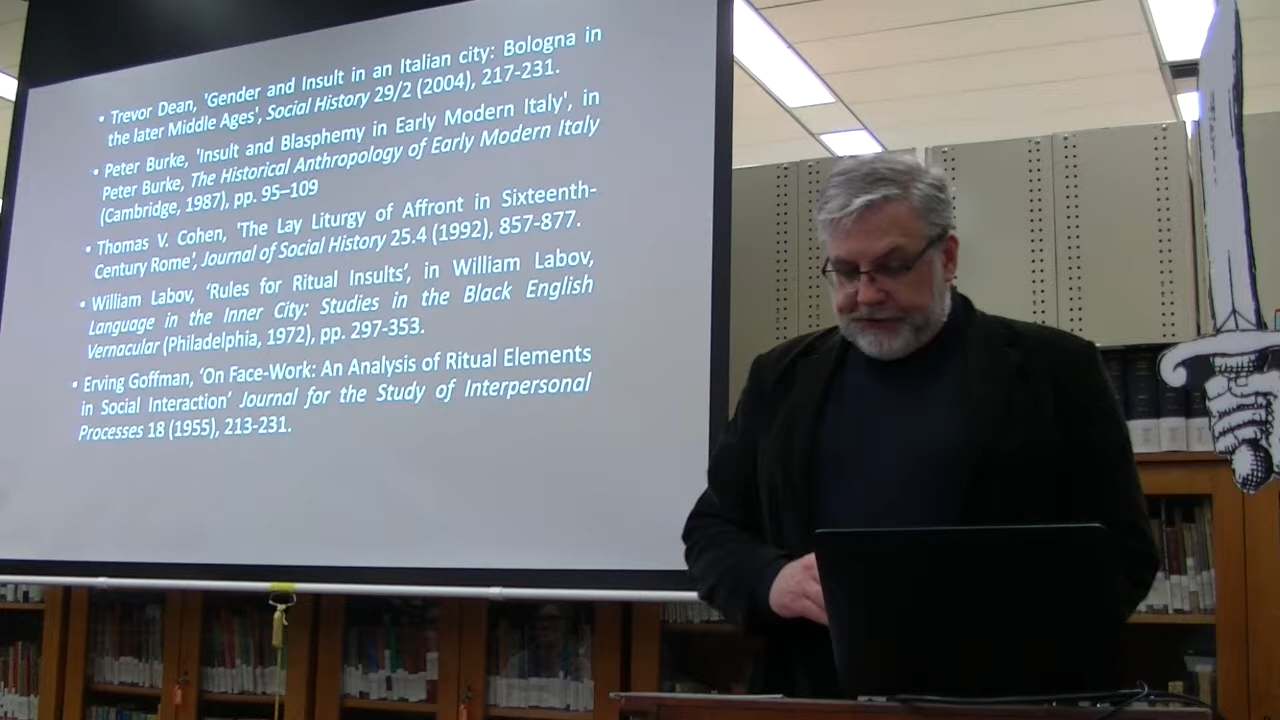 • Trevor Dean, 'Gender and Insult in an Italian city: Bologna in
the later Middle Ages', Social History 29/2 (2004), 217-231.
• Peter Burke, 'Insult and Blasphemy in Early Modern Italy', in
Peter Burke, The Historical Anthropology of Early Modern Italy
(Cambridge, 1987), pp. 95–109
• Thomas V. Cohen, 'The Lay Liturgy of Affront in Sixteenth-
Century Rome', Journal of Social History 25.4 (1992), 857-877.
• William Labov, ‘Rules for Ritual Insults’, in William Labov,
Language in the Inner City: Studies in the Black English
Vernacular (Philadelphia, 1972), pp. 297-353.
• Erving Goffman, ‘On Face-Work: An Analysis of Ritual Elements
in Social Interaction’ Journal for the Study of Interpersonal
Processes 18 (1955), 213-231.